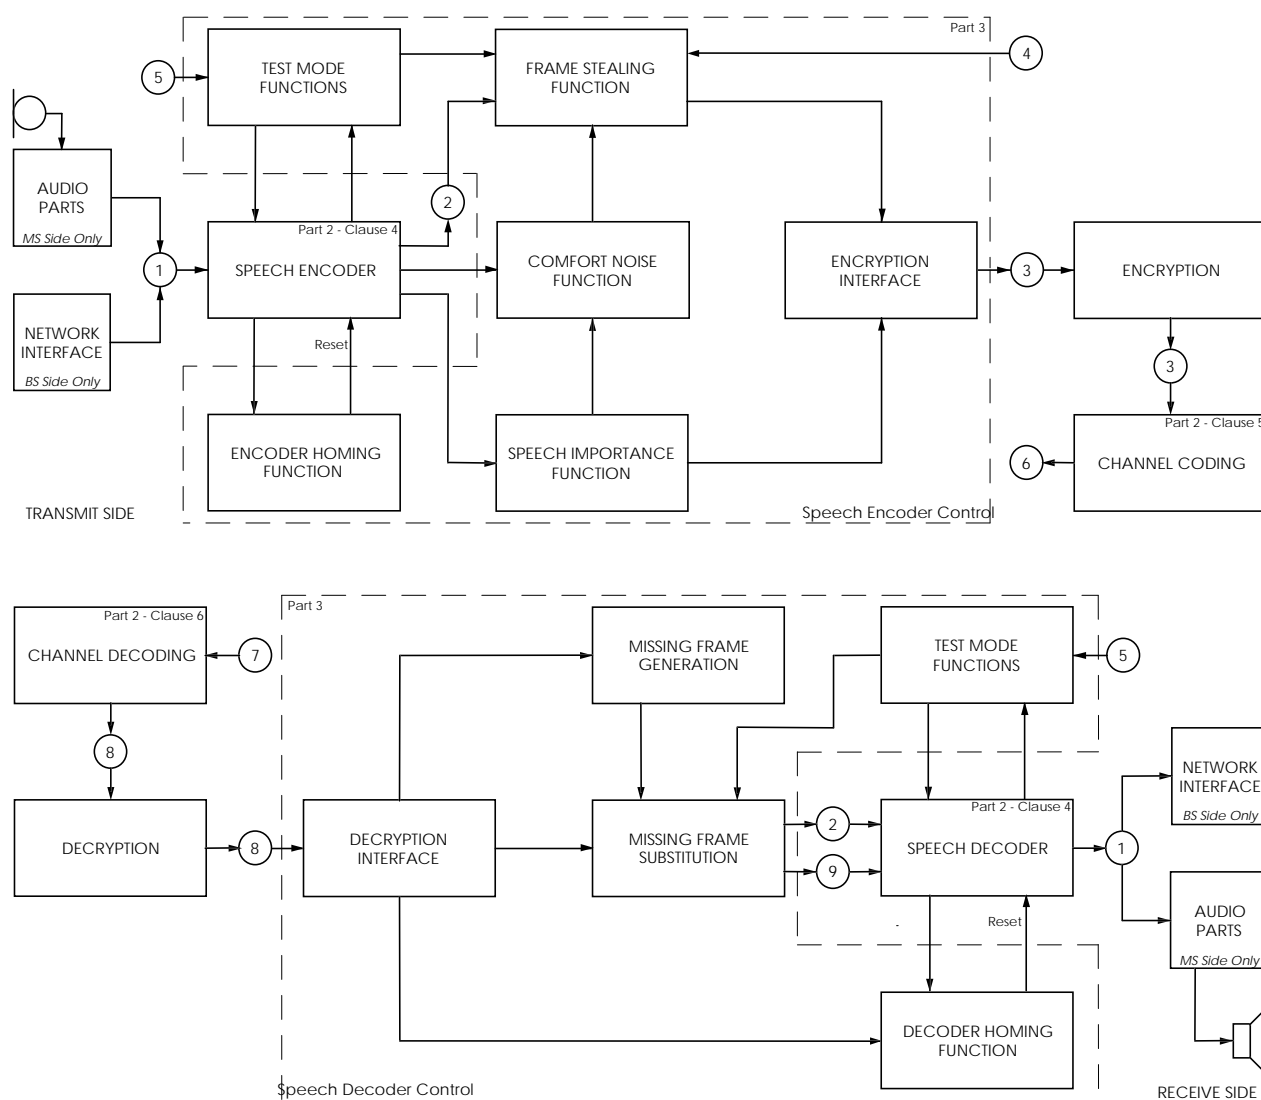 Part 3
5
TEST MODE
FUNCTIONS
FRAME STEALING
FUNCTION
4
AUDIO
PARTS
MS Side Only
2
1
Part 2 - Clause 4
SPEECH ENCODER
COMFORT NOISE
FUNCTION
ENCRYPTION
INTERFACE
3
ENCRYPTION
NETWORK
INTERFACE
BS Side Only
Reset
3
ENCODER HOMING
FUNCTION
SPEECH IMPORTANCE
FUNCTION
6
Part 2 - Clause 5
CHANNEL CODING
TRANSMIT SIDE
Speech Encoder Control
Part 2 - Clause 6
CHANNEL DECODING
7
Part 3
MISSING FRAME
GENERATION
TEST MODE
FUNCTIONS
5
8
DECRYPTION
8
DECRYPTION
INTERFACE
MISSING FRAME
SUBSTITUTION
2
9
Part 2 - Clause 4
SPEECH DECODER
1
NETWORK
INTERFACE
BS Side Only
AUDIO
PARTS
MS Side Only
-
Reset
DECODER HOMING
FUNCTION
Speech Decoder Control
RECEIVE SIDE